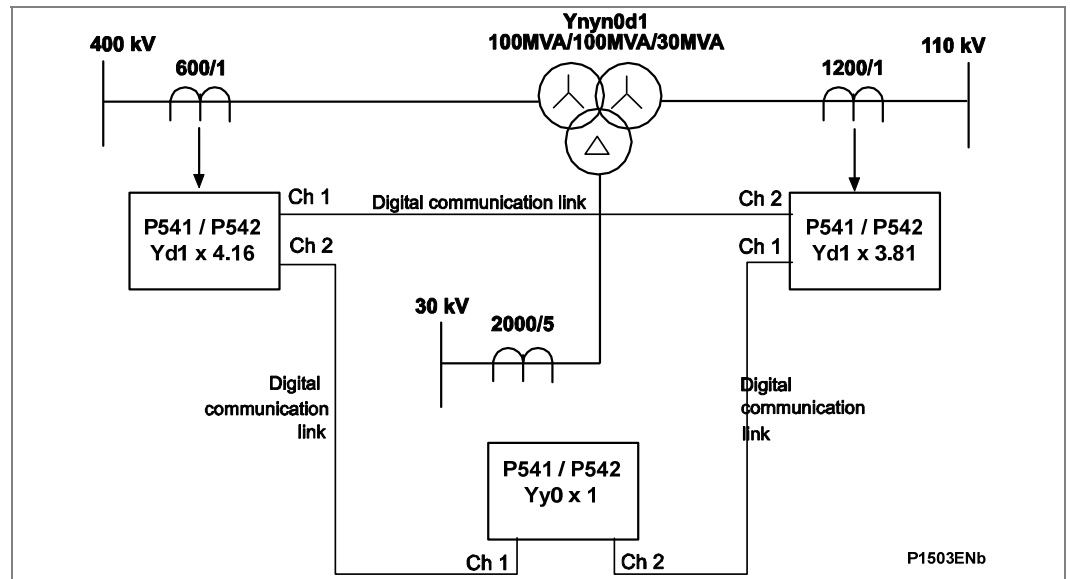 Ynyn0d1
100MVA/100MVA/30MVA
400 kV
110 kV
600/1
1200/1
Ch 1
Digital communication link
Ch 2
P541 / P542
Yd1 x 4.16
Ch 2
Ch 1
P541 / P542
Yd1 x 3.81
30 kV
2000/5
Digital
communication
link
Digital
communication
link
P541 / P542
Yy0 x 1
Ch 1
Ch 2
P1503ENb